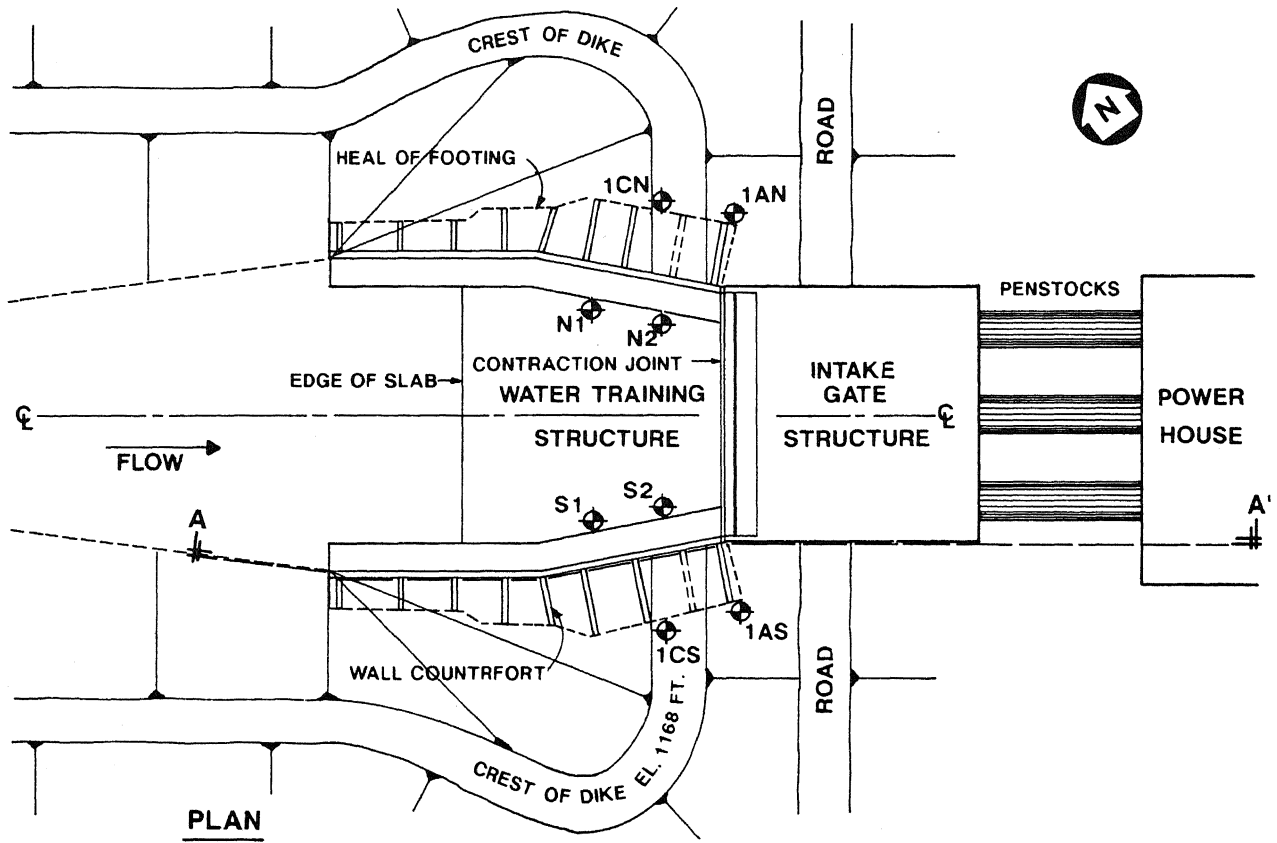 CREST OF DIKE
ROAD
N
HEAL OF FOOTING
1CN
1AN
PENSTOCKS
N1
N2
CONTRACTION JOINT
EDGE OF SLAB
WATER TRAINING
STRUCTURE
INTAKE
GATE
STRUCTURE
POWER
HOUSE
℄
℄
FLOW
A
S1
S2
A'
1AS
1CS
WALL COUNTRFORT
ROAD
CREST OF DIKE EL. 1168 FT.
PLAN